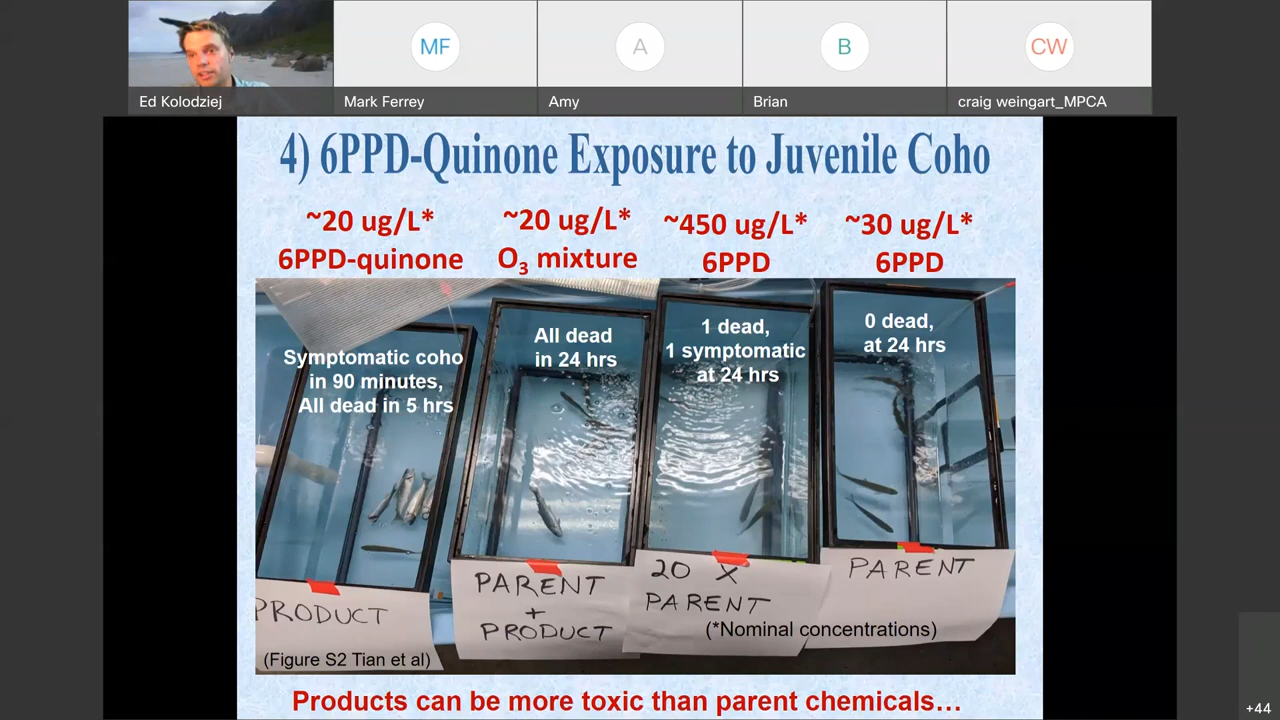 MF
A
B
CW
Ed Kolodziej
Mark Ferrey
Amy
Brian
craig weingart_MPCA
4) 6PPD-Quinone Exposure to Juvenile Coho
~20 ug/L*
6PPD-quinone
~20 ug/L*
O₃ mixture
~450 ug/L*
6PPD
~30 ug/L*
6PPD
Symptomatic coho
in 90 minutes,
All dead in 5 hrs
All dead
in 24 hrs
1 dead,
1 symptomatic
at 24 hrs
0 dead,
at 24 hrs
PRODUCT
PARENT
+
PRODUCT
20 X
PARENT
PARENT
(*Nominal concentrations)
(Figure S2 Tian et al)
Products can be more toxic than parent chemicals…
+44